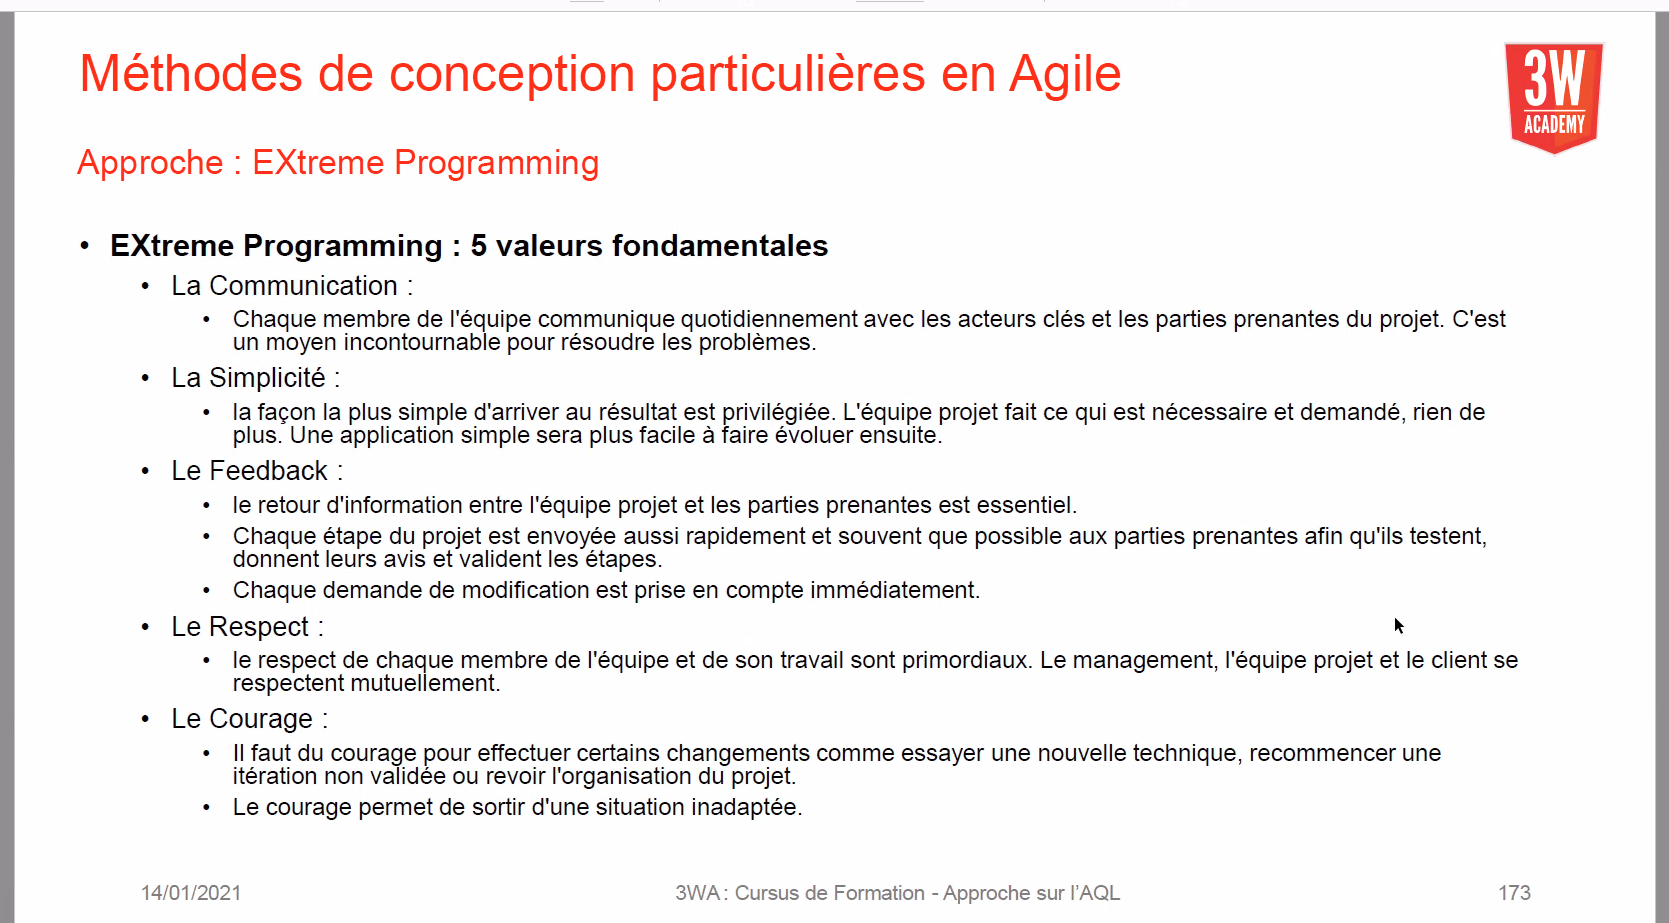 Méthodes de conception particulières en Agile
3W
ACADEMY
Approche : EXtreme Programming
• EXtreme Programming : 5 valeurs fondamentales
• La Communication :
• Chaque membre de l'équipe communique quotidiennement avec les acteurs clés et les parties prenantes du projet. C'est
un moyen incontournable pour résoudre les problèmes.
• La Simplicité :
• la façon la plus simple d'arriver au résultat est privilégiée. L'équipe projet fait ce qui est nécessaire et demandé, rien de
plus. Une application simple sera plus facile à faire évoluer ensuite.
• Le Feedback :
• le retour d'information entre l'équipe projet et les parties prenantes est essentiel.
• Chaque étape du projet est envoyée aussi rapidement et souvent que possible aux parties prenantes afin qu'ils testent,
donnent leurs avis et valident les étapes.
• Chaque demande de modification est prise en compte immédiatement.
• Le Respect :
• le respect de chaque membre de l'équipe et de son travail sont primordiaux. Le management, l'équipe projet et le client se
respectent mutuellement.
• Le Courage :
• Il faut du courage pour effectuer certains changements comme essayer une nouvelle technique, recommencer une
itération non validée ou revoir l'organisation du projet.
• Le courage permet de sortir d'une situation inadaptée.
14/01/2021
3WA : Cursus de Formation - Approche sur l’AQL
173